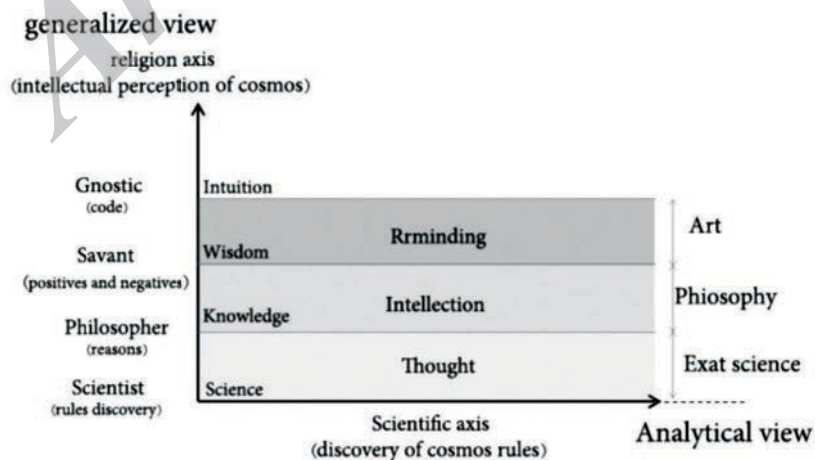 generalized view
religion axis
(intellectual perception of cosmos)
Gnostic
(code)
Intuition
Rrminding
Art
Savant
(positives and negatives)
Wisdom
Intellection
Phiosophy
Philosopher
(reasons)
Knowledge
Thought
Exat science
Scientist
(rules discovery)
Science
Scientific axis
(discovery of cosmos rules)
Analytical view